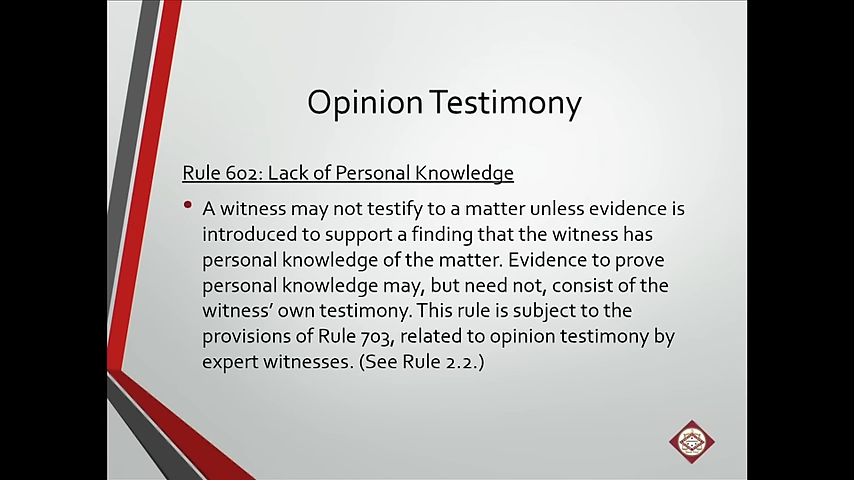 Opinion Testimony
Rule 602: Lack of Personal Knowledge
• A witness may not testify to a matter unless evidence is
introduced to support a finding that the witness has
personal knowledge of the matter. Evidence to prove
personal knowledge may, but need not, consist of the
witness’ own testimony. This rule is subject to the
provisions of Rule 703, related to opinion testimony by
expert witnesses. (See Rule 2.2.)